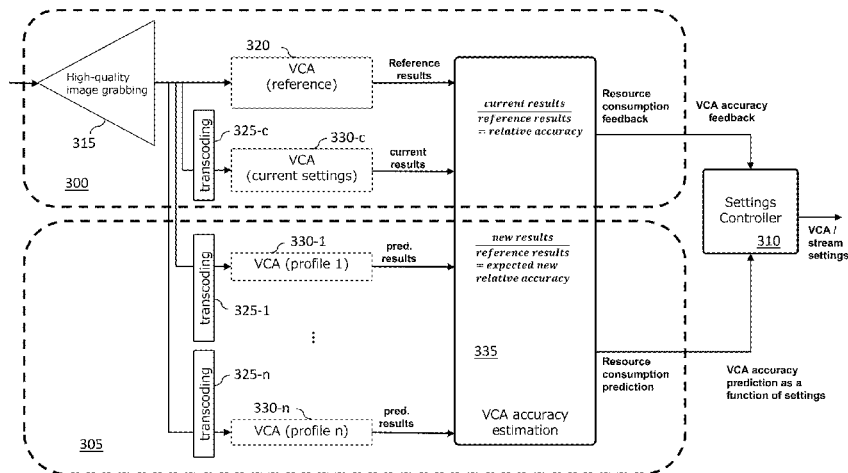 High-quality
image grabbing
315
300
320
VCA
(reference)
Reference
results
325-c
transcoding
330-c
VCA
(current settings)
current
results
current results
reference results
= relative accuracy
Resource
consumption
feedback
VCA accuracy
feedback
Settings
Controller
310
VCA /
stream
settings
330-1
transcoding
VCA (profile 1)
325-1
pred.
results
new results
reference results
= expected new
relative accuracy
⋮
325-n
transcoding
330-n
VCA (profile n)
pred.
results
335
VCA accuracy
estimation
Resource
consumption
prediction
VCA accuracy
prediction as a
function of settings
305